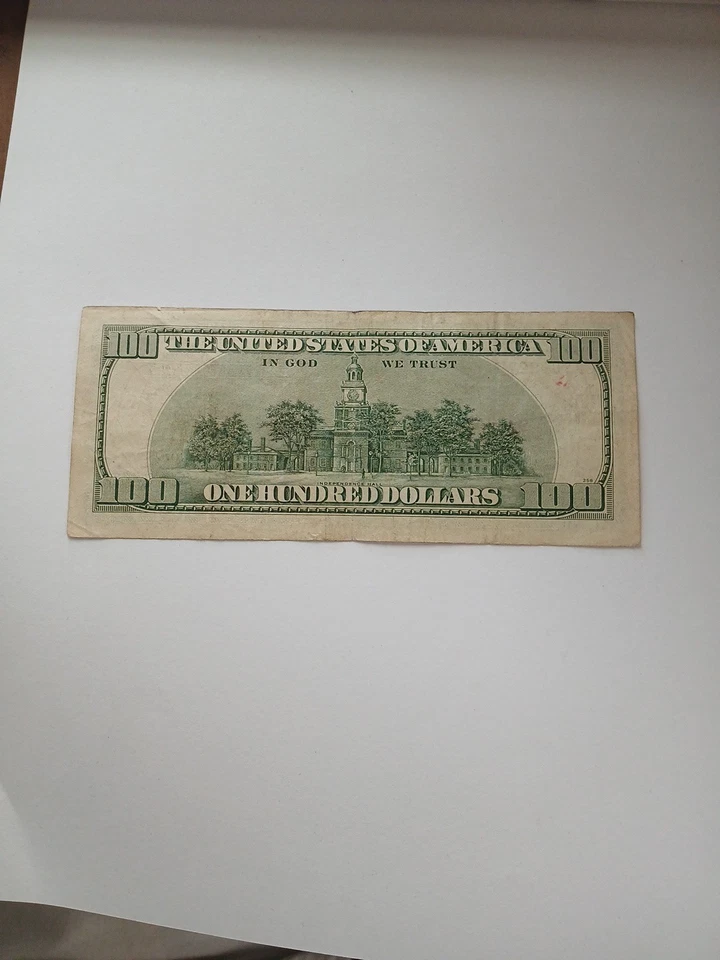 100 THE UNITED STATES OF AMERICA 100
IN GOD WE TRUST
INDEPENDENCE HALL
100 ONE HUNDRED DOLLARS 100